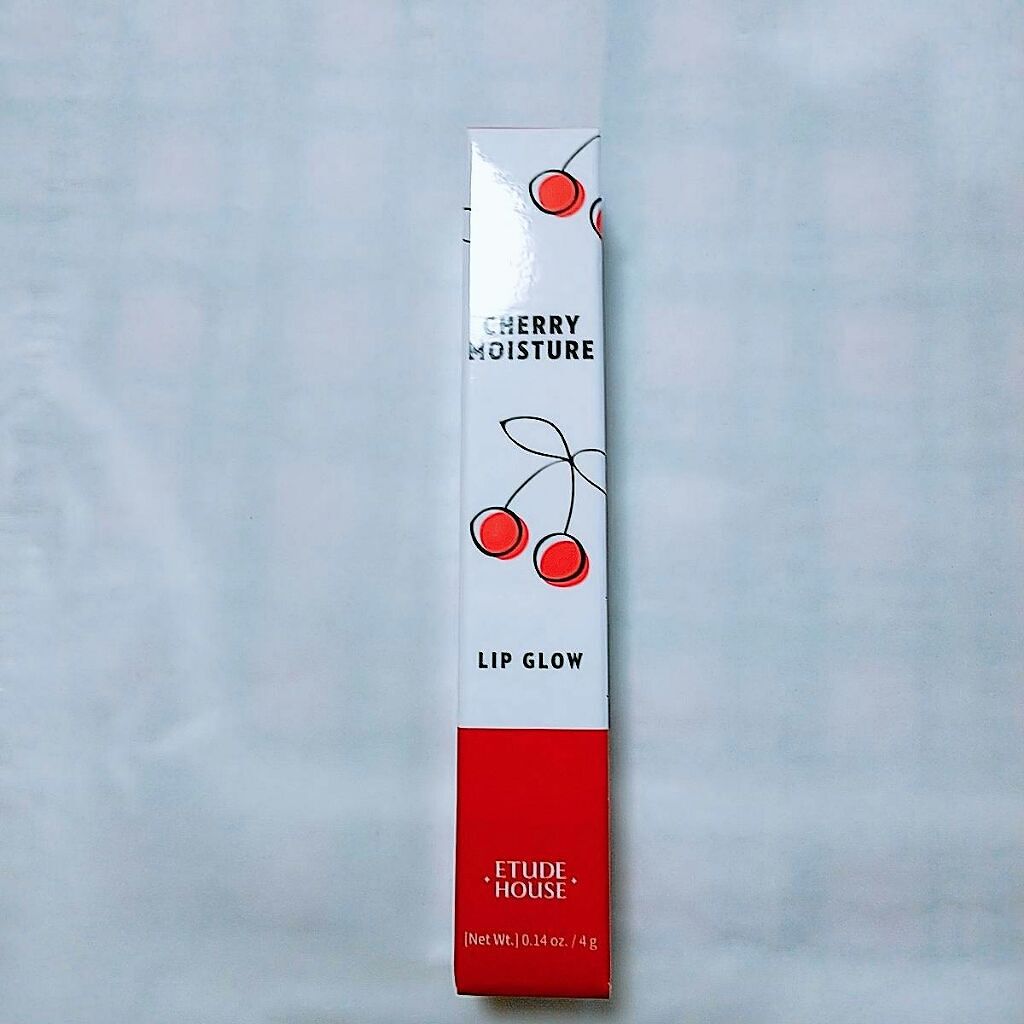 CHERRY
MOISTURE
LIP GLOW
ETUDE
HOUSE
[Net Wt.] 0.14 oz. / 4 g